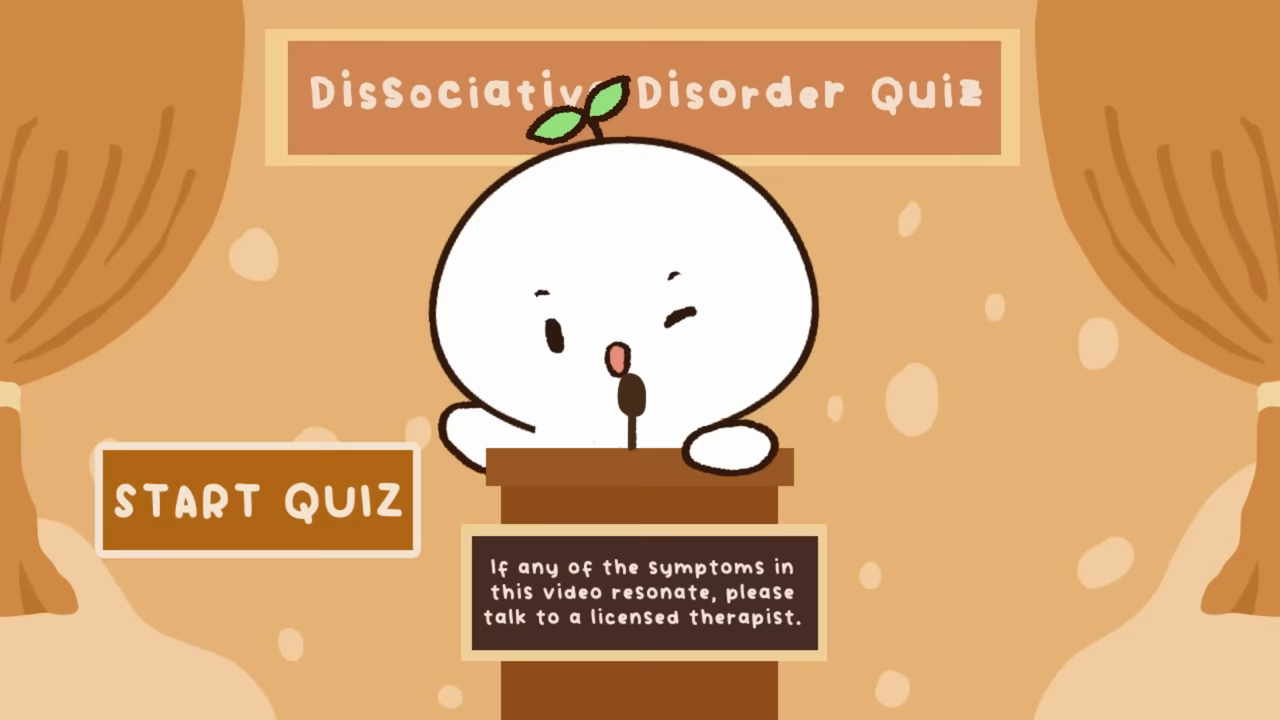 Dissociative Disorder Quiz
START QUIZ
If any of the symptoms in
this video resonate, please
talk to a licensed therapist.